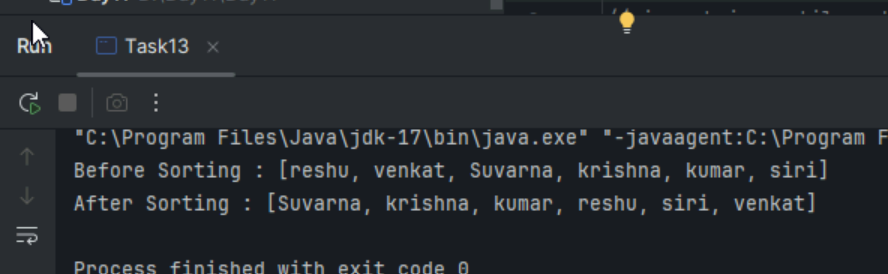 Run
Task13
"C:\Program Files\Java\jdk-17\bin\java.exe" "-javaagent:C:\Program F
Before Sorting : [reshu, venkat, Suvarna, krishna, kumar, siri]
After Sorting : [Suvarna, krishna, kumar, reshu, siri, venkat]
Process finished with exit code 0